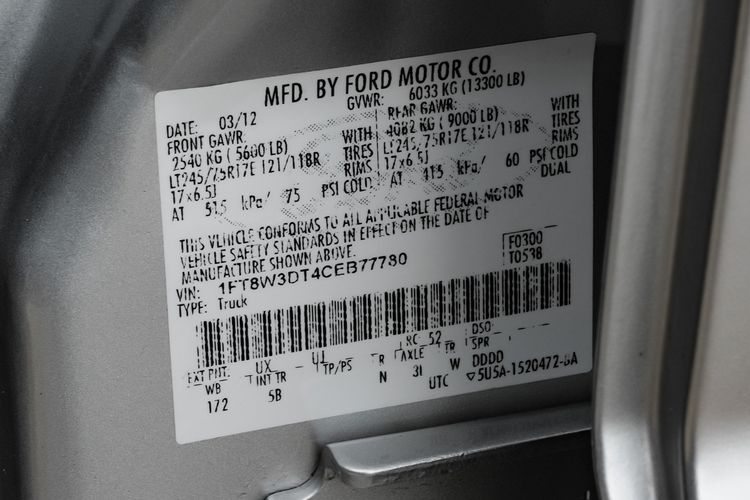 MFD. BY FORD MOTOR CO.
DATE: 03/12 GVWR: 6033 KG (13300 LB)
FRONT GAWR: REAR GAWR:
2540 KG (5600 LB) WITH 4082 KG (9000 LB) WITH
LT245/75R17E 121/118R TIRES LT245/75R17E 121/118R TIRES
17x6.5J RIMS 17x6.5J RIMS
AT 515 kPa/ 75 PSI COLD AT 415 kPa/ 60 PSI COLD
DUAL
THIS VEHICLE CONFORMS TO ALL APPLICABLE FEDERAL MOTOR
VEHICLE SAFETY STANDARDS IN EFFECT ON THE DATE OF
MANUFACTURE SHOWN ABOVE.
F0300
T0538
VIN: 1FT8W3DT4CEB77780
TYPE: Truck
EXT PNT: UX UJ RC: 52 DSO:
WB INT TR TP/PS R AXLE TR SPR
172 5B N 31 W DDDD
UTC ▽5U5A-1520472-BA